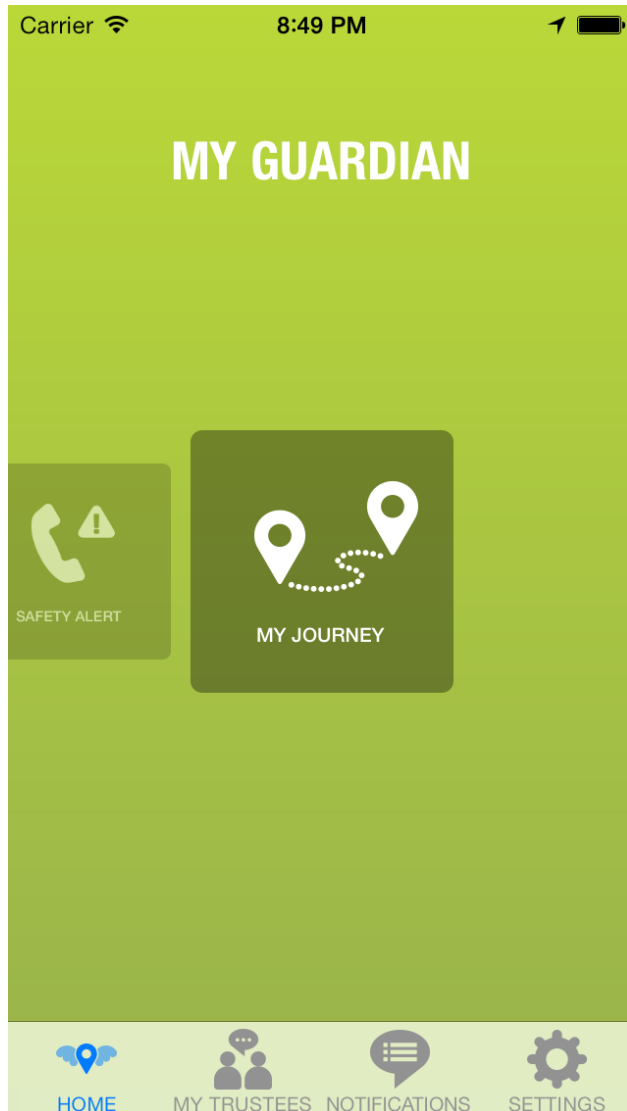 Carrier 8:49 PM
MY GUARDIAN
SAFETY ALERT
MY JOURNEY
HOME MY TRUSTEES NOTIFICATIONS SETTINGS